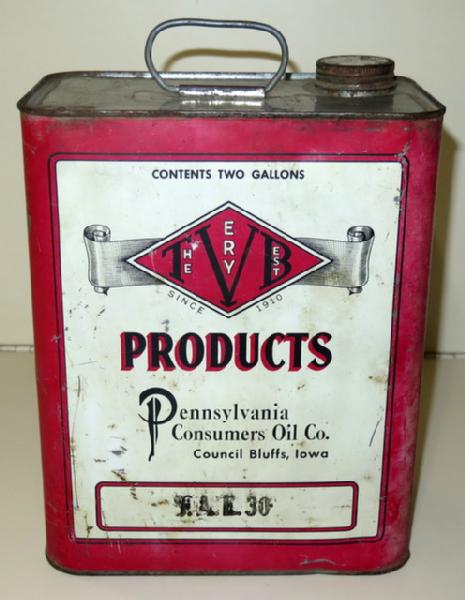 CONTENTS TWO GALLONS
THE VERY BEST
SINCE 1910
PRODUCTS
Pennsylvania
Consumers Oil Co.
Council Bluffs, Iowa
S.A.E. 30